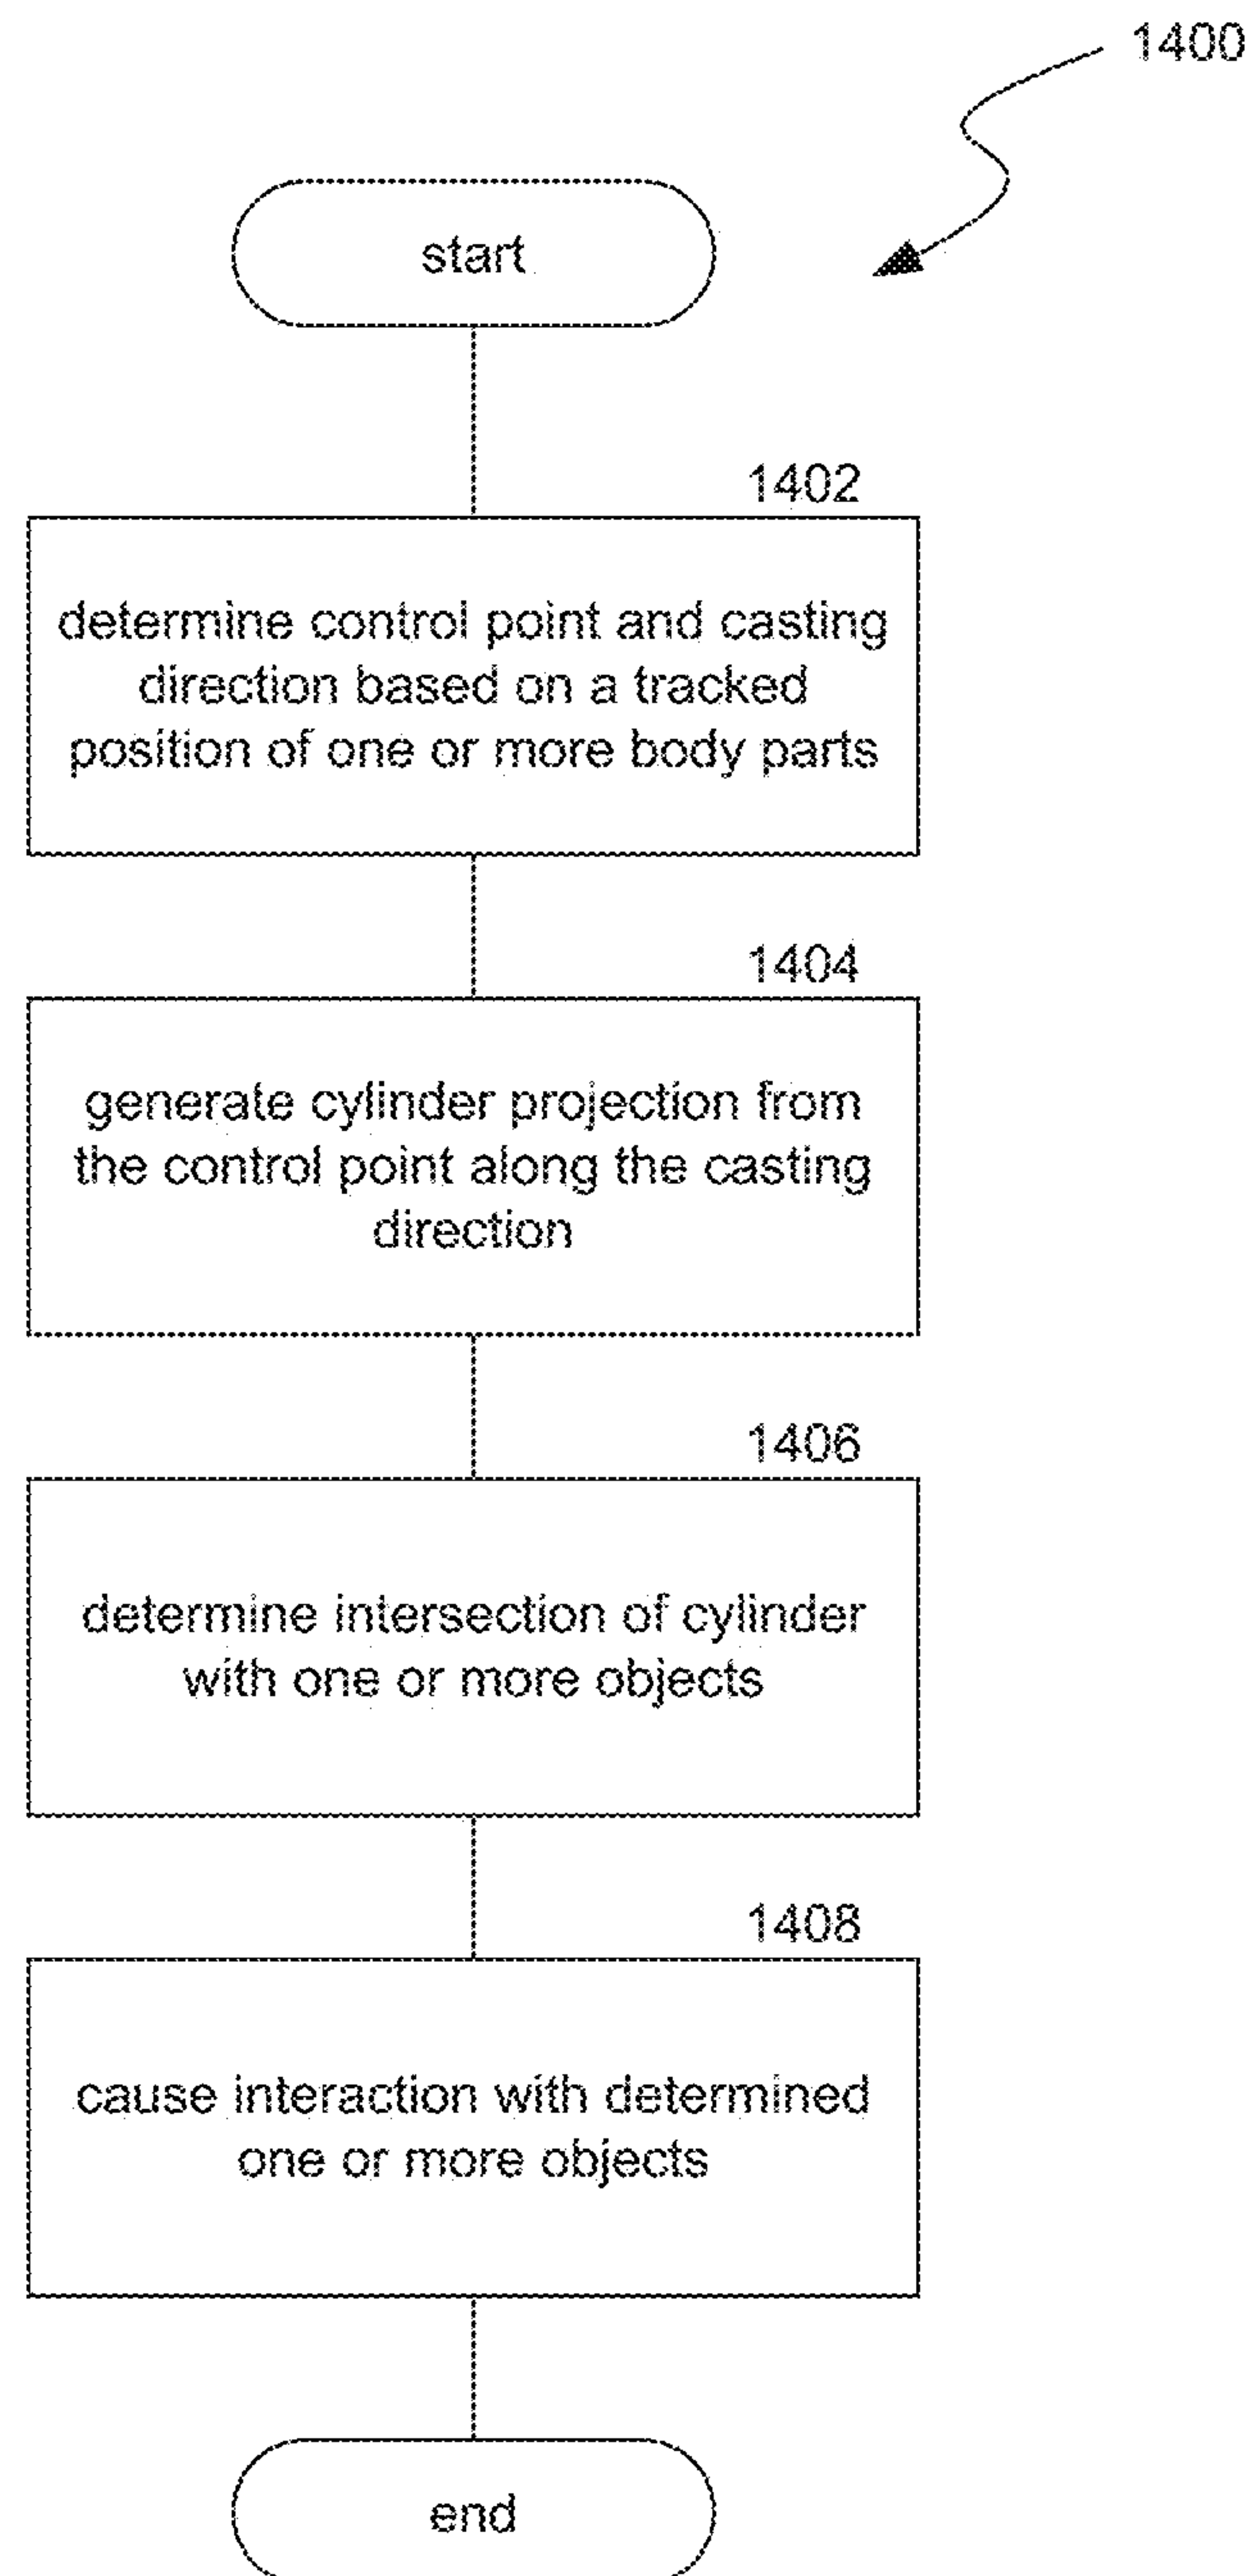 1400
start
1402
determine control point and casting
direction based on a tracked
position of one or more body parts
1404
generate cylinder projection from
the control point along the casting
direction
1406
determine intersection of cylinder
with one or more objects
1408
cause interaction with determined
one or more objects
end